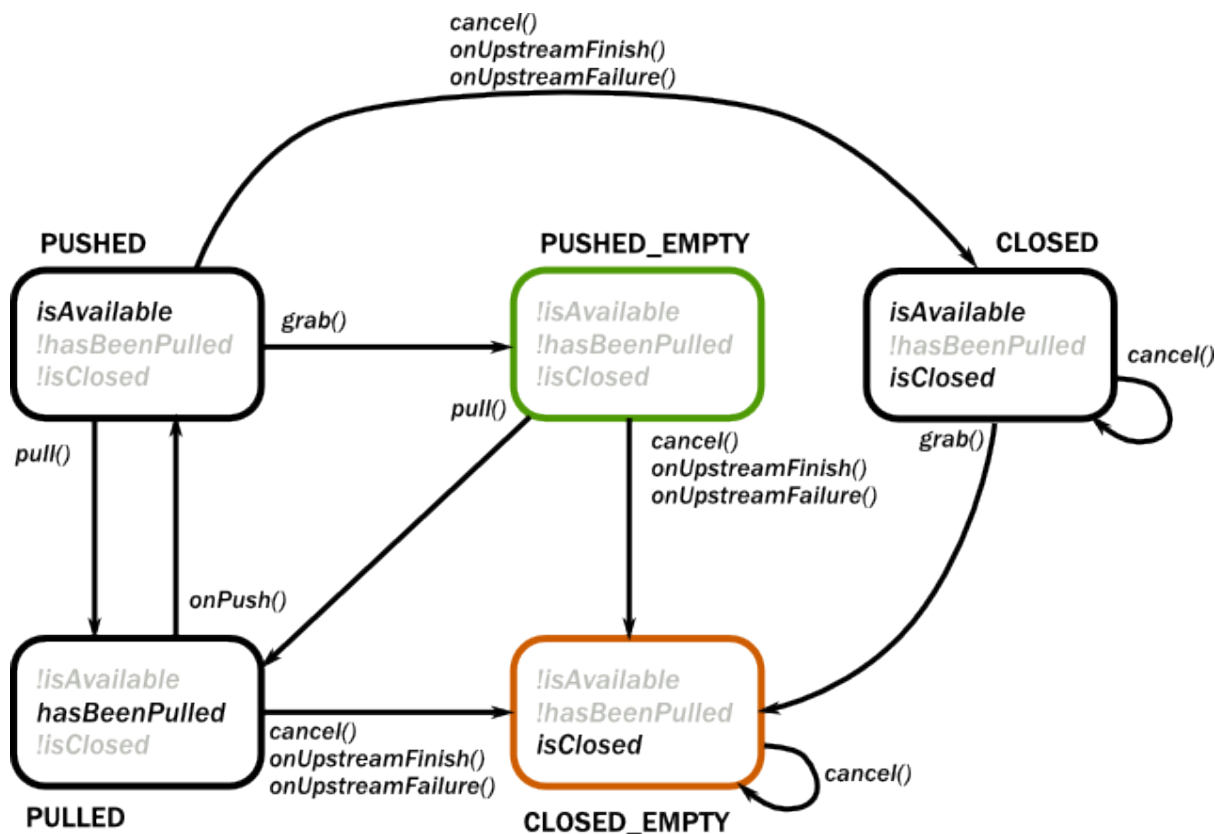 cancel()
onUpstreamFinish()
onUpstreamFailure()
PUSHED
PUSHED_EMPTY
CLOSED
isAvailable
!hasBeenPulled
!isClosed
grab()
!isAvailable
!hasBeenPulled
!isClosed
isAvailable
!hasBeenPulled
isClosed
cancel()
pull()
pull()
cancel()
onUpstreamFinish()
onUpstreamFailure()
grab()
onPush()
!isAvailable
hasBeenPulled
!isClosed
cancel()
onUpstreamFinish()
onUpstreamFailure()
!isAvailable
!hasBeenPulled
isClosed
cancel()
PULLED
CLOSED_EMPTY